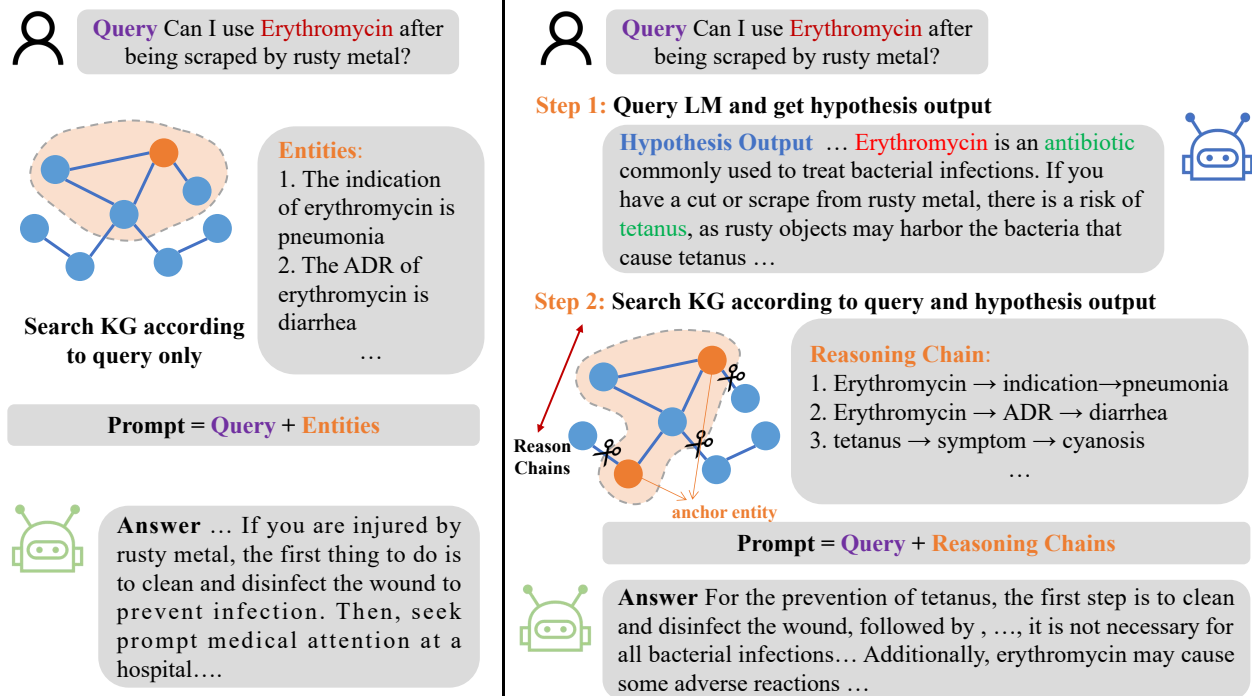 Query Can I use Erythromycin after
being scraped by rusty metal?
Entities:
1. The indication
of erythromycin is
pneumonia
2. The ADR of
erythromycin is
diarrhea
…
Search KG according
to query only
Prompt = Query + Entities
Answer … If you are injured by
rusty metal, the first thing to do is
to clean and disinfect the wound to
prevent infection. Then, seek
prompt medical attention at a
hospital….
Query Can I use Erythromycin after
being scraped by rusty metal?
Step 1: Query LM and get hypothesis output
Hypothesis Output … Erythromycin is an antibiotic
commonly used to treat bacterial infections. If you
have a cut or scrape from rusty metal, there is a risk of
tetanus, as rusty objects may harbor the bacteria that
cause tetanus …
Step 2: Search KG according to query and hypothesis output
Reason
Chains
anchor entity
Reasoning Chain:
1. Erythromycin → indication→pneumonia
2. Erythromycin → ADR → diarrhea
3. tetanus → symptom → cyanosis
…
Prompt = Query + Reasoning Chains
Answer For the prevention of tetanus, the first step is to clean
and disinfect the wound, followed by , …, it is not necessary for
all bacterial infections… Additionally, erythromycin may cause
some adverse reactions …